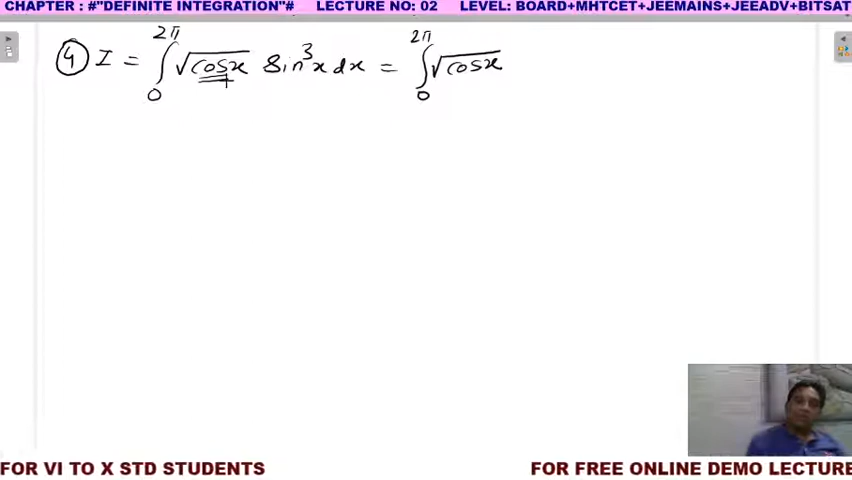 CHAPTER : #"DEFINITE INTEGRATION"# LECTURE NO: 02 LEVEL: BOARD+MHTCET+JEEMAINS+JEEADV+BITSAT
④ I = ∫₀^{2π} √cosx Sin³x dx = ∫₀^{2π} √cosx
FOR VI TO X STD STUDENTS FOR FREE ONLINE DEMO LECTURE